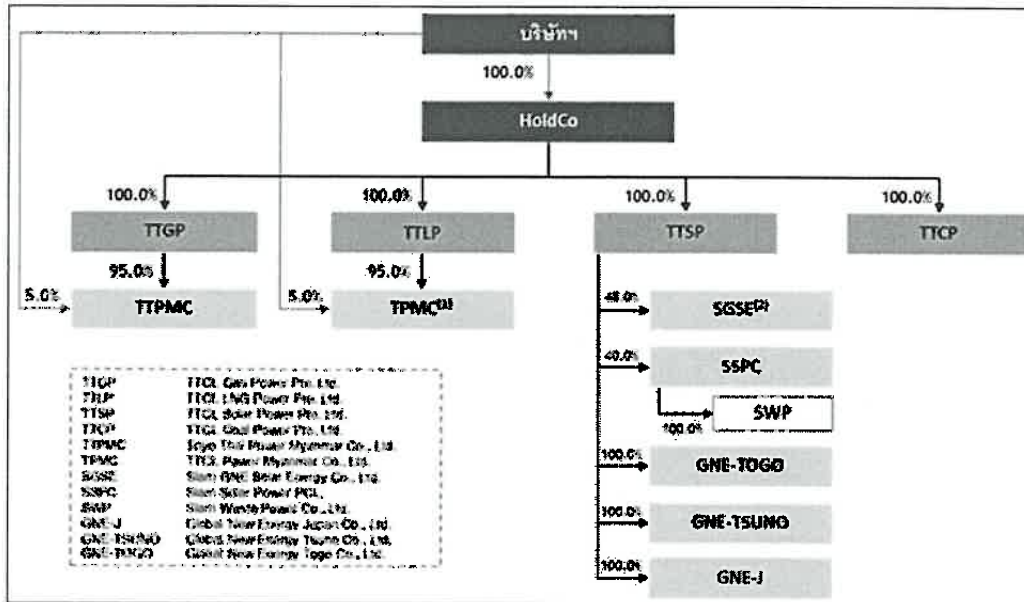 บริษัทฯ
100.0%
HoldCo
100.0% 100.0% 100.0% 100.0%
TTGP TTLP TTSP TTCP
95.0% 95.0%
5.0% TTPMC 5.0% TPMC
48.0% SGSE(2)
40.0% SSPC
100.0% SWP
100.0% GNE-TOGO
100.0% GNE-TSUNO
100.0% GNE-J
TTGP TTCL Gas Power Pte. Ltd.
TTLP TTCL LNG Power Pte. Ltd.
TTSP TTCL Solar Power Pte. Ltd.
TTCP TTCL Coal Power Pte. Ltd.
TTPMC Toyo Thai Power Myanmar Co., Ltd.
TPMC TTCL Power Myanmar Co., Ltd.
SGSE Siam GNE Solar Energy Co., Ltd.
SSPC Siam Solar Power PCL.
SWP Siam Waste Power Co., Ltd.
GNE-J Global New Energy Japan Co., Ltd.
GNE-TSUNO Global New Energy Tsuno Co., Ltd.
GNE-TOGO Global New Energy Togo Co., Ltd.